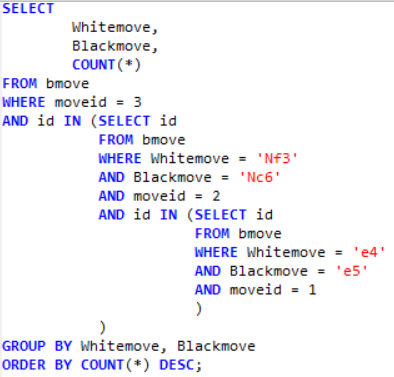 SELECT
Whitemove,
Blackmove,
COUNT(*)
FROM bmove
WHERE moveid = 3
AND id IN (SELECT id
FROM bmove
WHERE Whitemove = 'Nf3'
AND Blackmove = 'Nc6'
AND moveid = 2
AND id IN (SELECT id
FROM bmove
WHERE Whitemove = 'e4'
AND Blackmove = 'e5'
AND moveid = 1
)
)
GROUP BY Whitemove, Blackmove
ORDER BY COUNT(*) DESC;